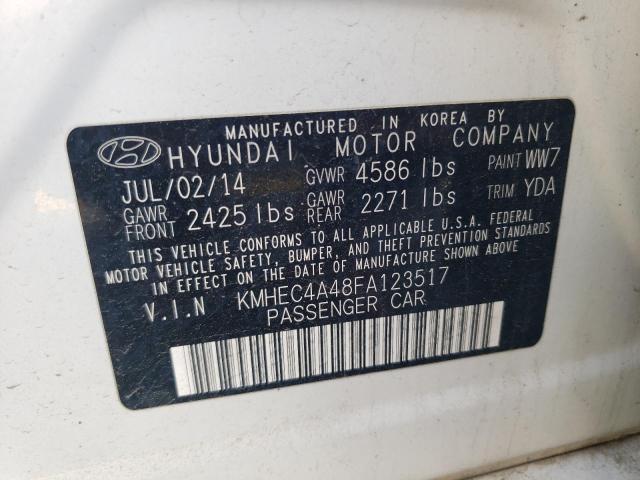 MANUFACTURED IN KOREA BY
HYUNDAI MOTOR COMPANY
JUL/02/14 GVWR 4586 lbs PAINT WW7
GAWR FRONT 2425 lbs GAWR REAR 2271 lbs TRIM YDA
THIS VEHICLE CONFORMS TO ALL APPLICABLE U.S.A. FEDERAL
MOTOR VEHICLE SAFETY, BUMPER, AND THEFT PREVENTION STANDARDS
IN EFFECT ON THE DATE OF MANUFACTURE SHOWN ABOVE.
V.I.N KMHEC4A48FA123517
PASSENGER CAR